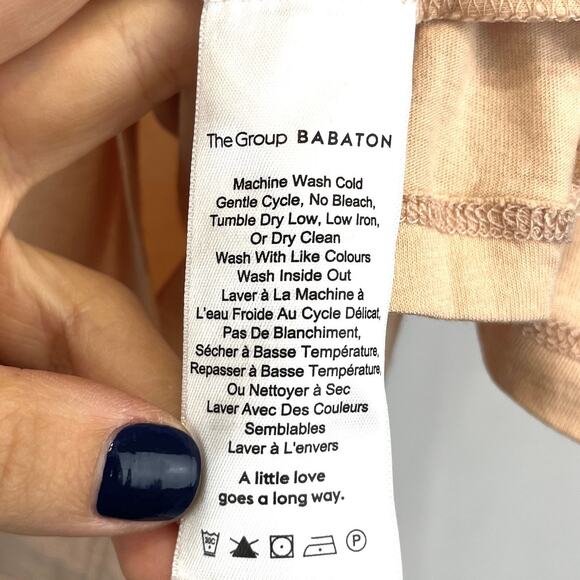 The Group BABATON
Machine Wash Cold
Gentle Cycle, No Bleach,
Tumble Dry Low, Low Iron,
Or Dry Clean
Wash With Like Colours
Wash Inside Out
Laver à La Machine à
L'eau Froide Au Cycle Délicat,
Pas De Blanchiment,
Sécher à Basse Température,
Repasser à Basse Température,
Ou Nettoyer à Sec
Laver Avec Des Couleurs
Semblables
Laver à L'envers
A little love
goes a long way.
30C P